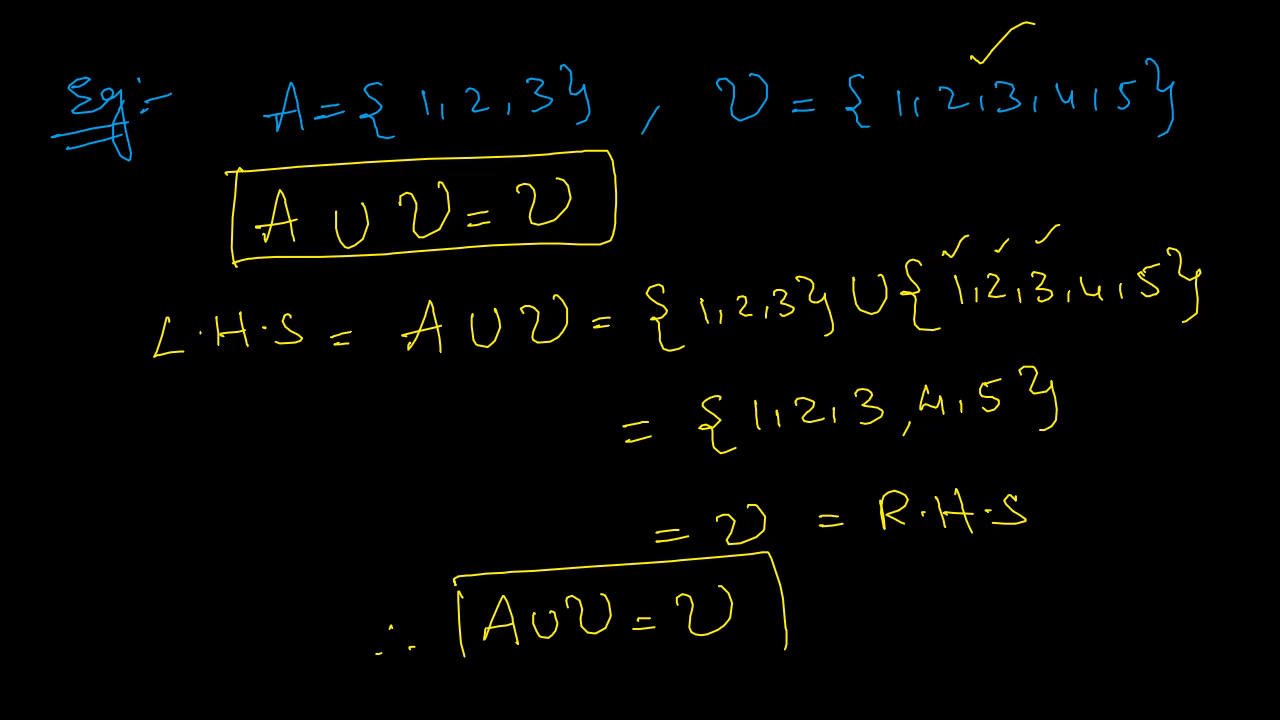 Eg:- A = {1, 2, 3}, U = {1, 2, 3, 4, 5}
A ∪ U = U
L.H.S = A ∪ U = {1, 2, 3} ∪ {1, 2, 3, 4, 5}
= {1, 2, 3, 4, 5}
= U = R.H.S
∴ A ∪ U = U